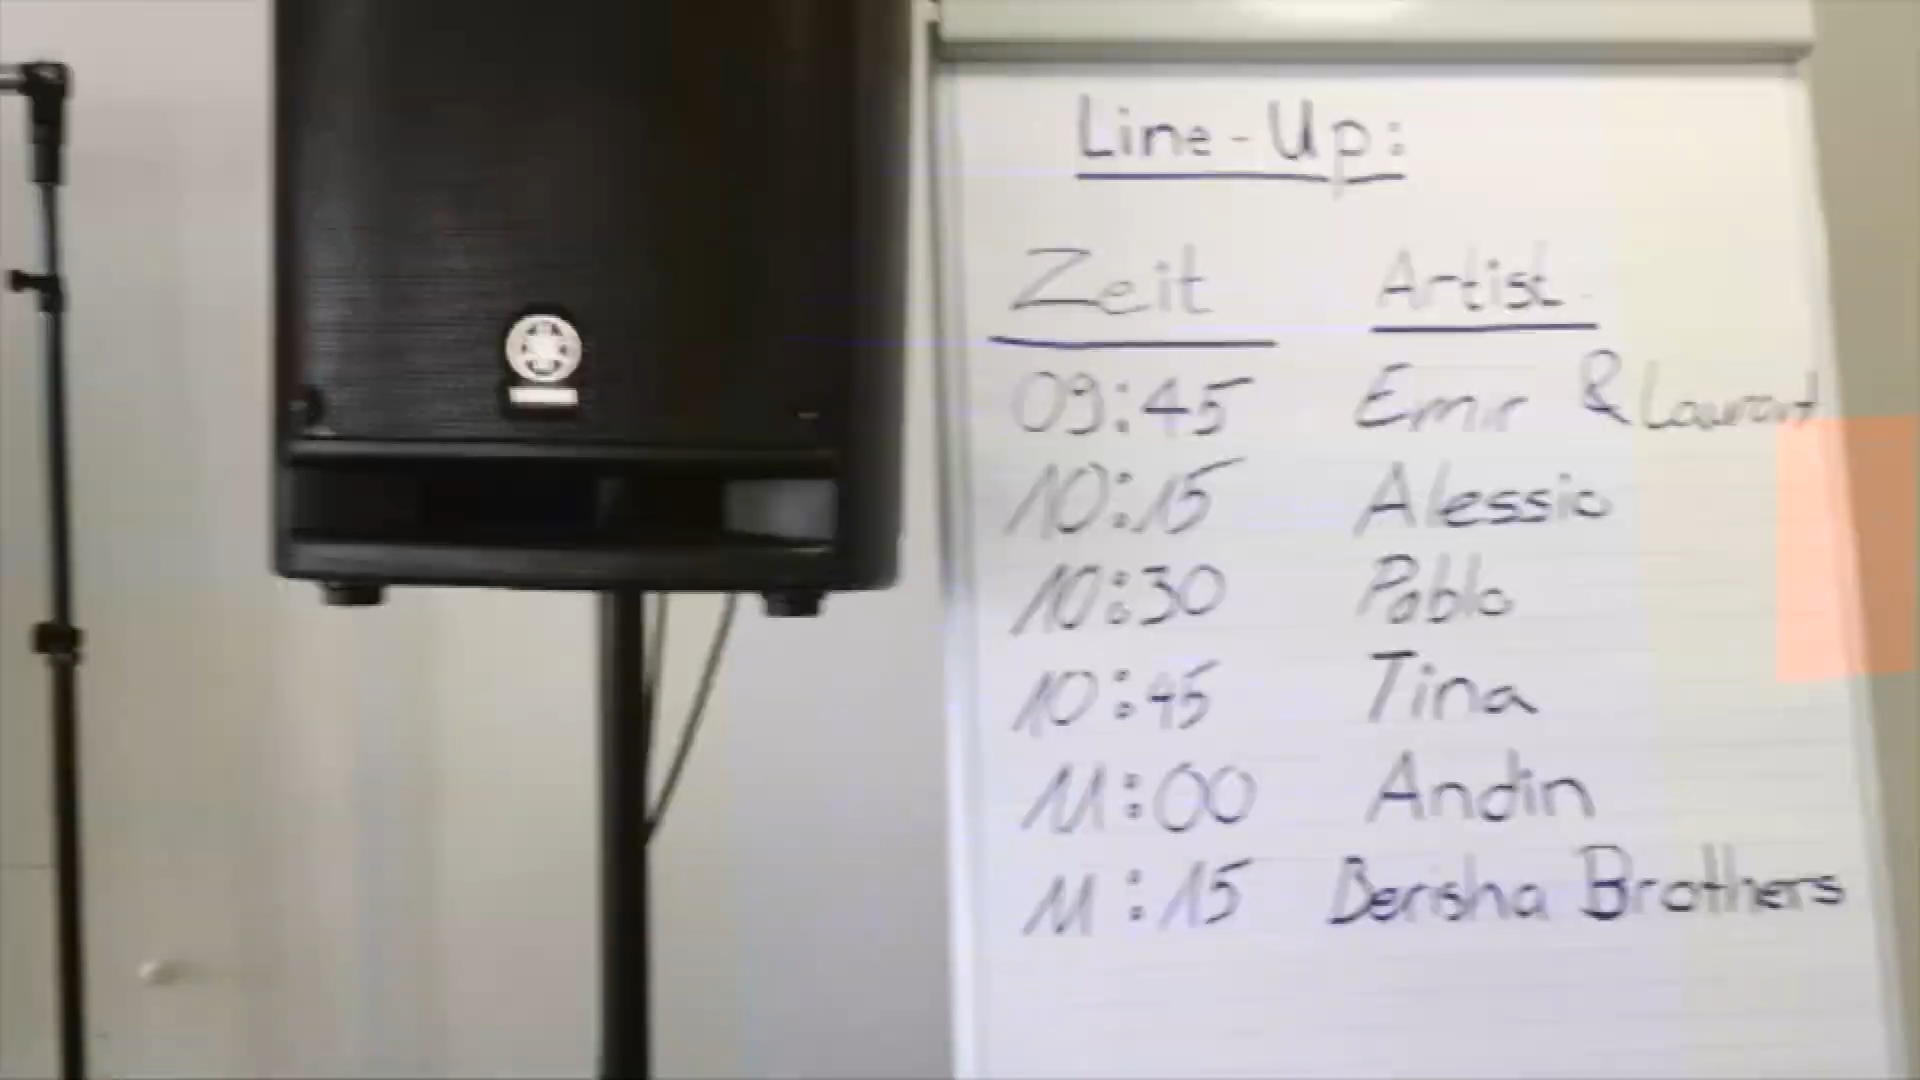 Line-Up:
Zeit Artist
09:45 Emir & Laurant
10:15 Alessio
10:30 Pablo
10:45 Tina
11:00 Andin
11:15 Berisha Brothers